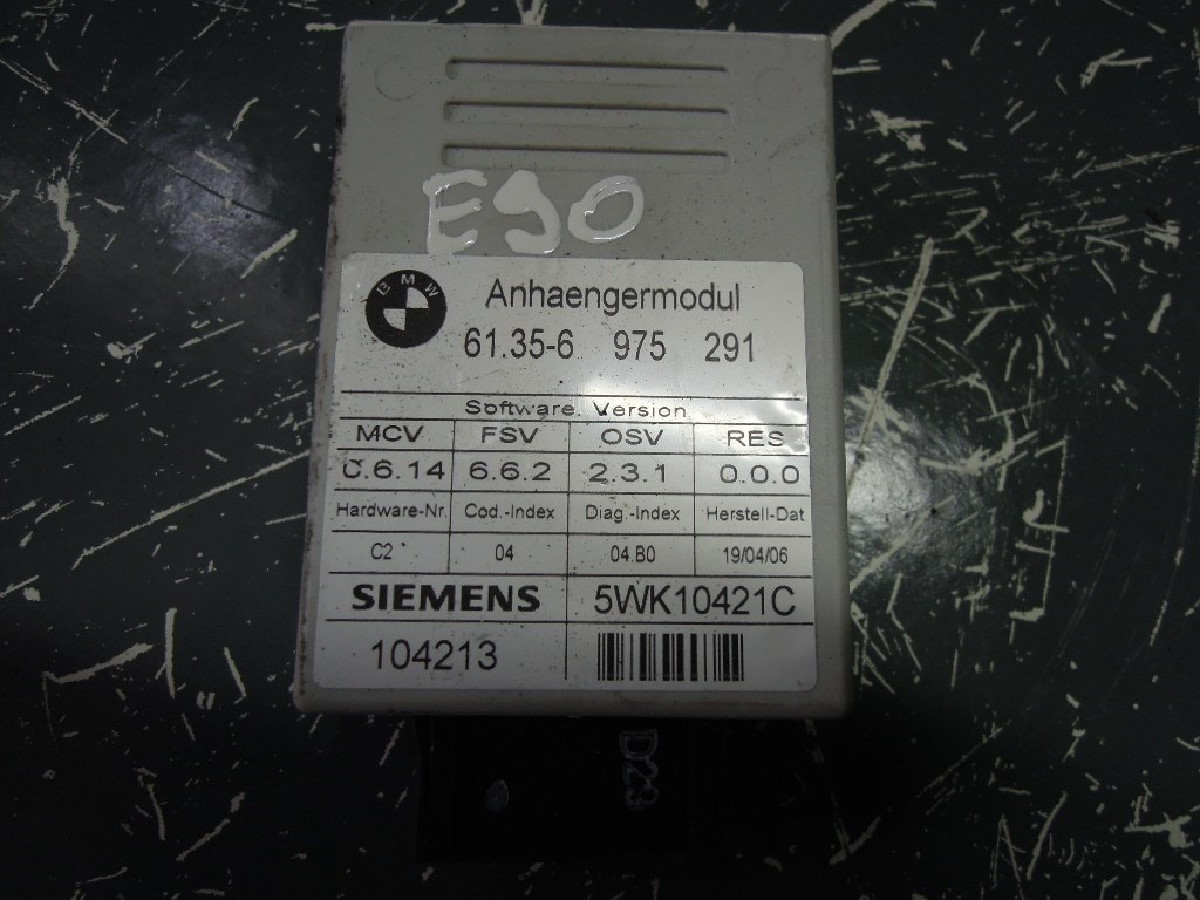 E90
BMW
Anhaengermodul
61.35-6 975 291
Software. Version
MCV FSV OSV RES
C.6.14 6.6.2 2.3.1 0.0.0
Hardware-Nr. Cod.-Index Diag.-Index Herstell-Dat
C2 04 04.B0 19/04/06
SIEMENS 5WK10421C
104213
D23